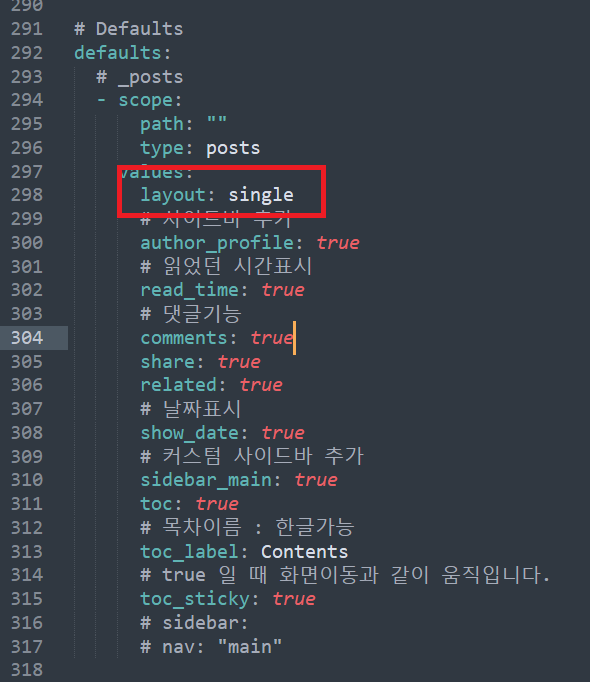 290
291 # Defaults
292 defaults:
293 # _posts
294 - scope:
295 path: ""
296 type: posts
297 values:
298 layout: single
299 # 사이드바 추가
300 author_profile: true
301 # 읽었던 시간표시
302 read_time: true
303 # 댓글기능
304 comments: true
305 share: true
306 related: true
307 # 날짜표시
308 show_date: true
309 # 커스텀 사이드바 추가
310 sidebar_main: true
311 toc: true
312 # 목차이름 : 한글가능
313 toc_label: Contents
314 # true 일 때 화면이동과 같이 움직입니다.
315 toc_sticky: true
316 # sidebar:
317 # nav: "main"
318